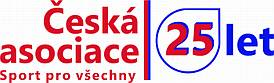 Česká
asociace
Sport pro všechny
25 let